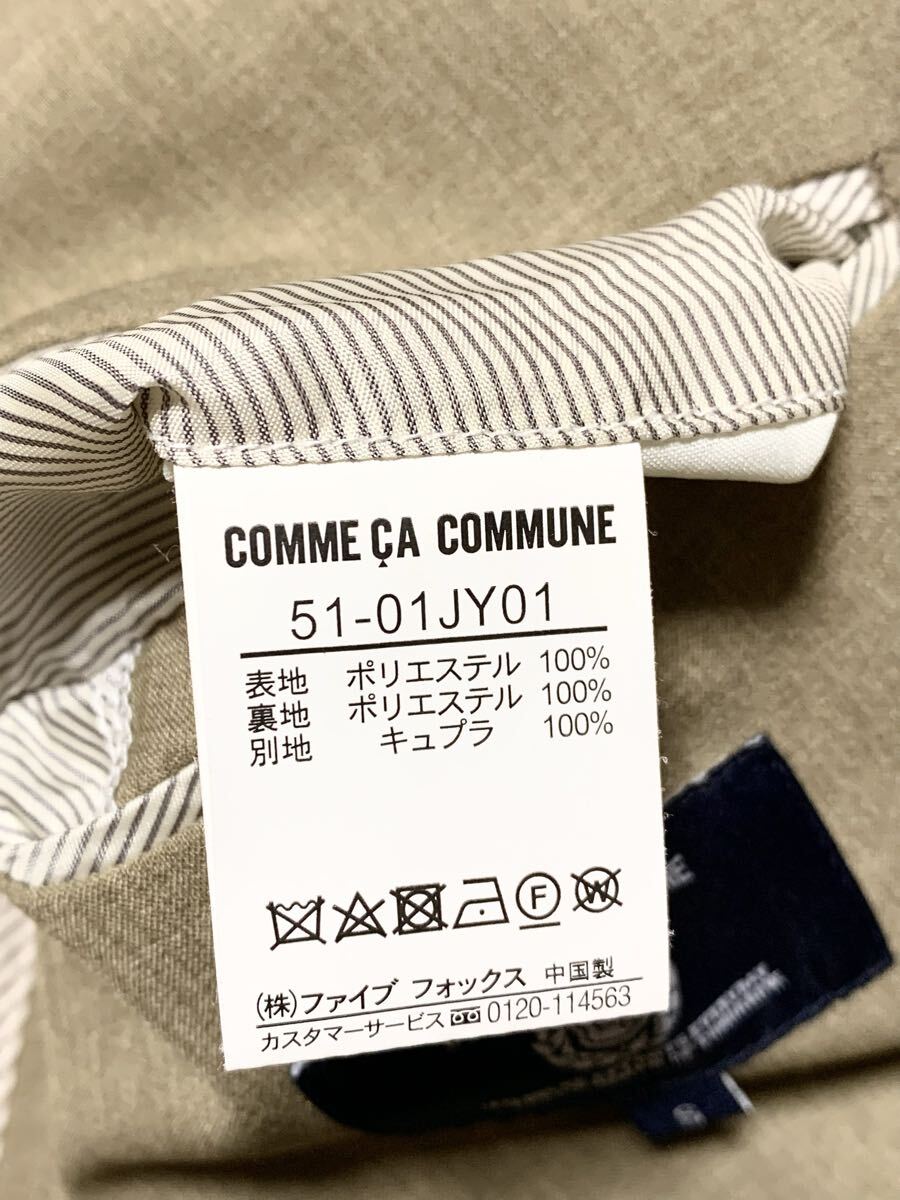 COMME ÇA COMMUNE
51-01JY01
表地 ポリエステル 100%
裏地 ポリエステル 100%
別地 キュプラ 100%
F W
(株)ファイブ フォックス 中国製
カスタマーサービス 0120-114563
UNE